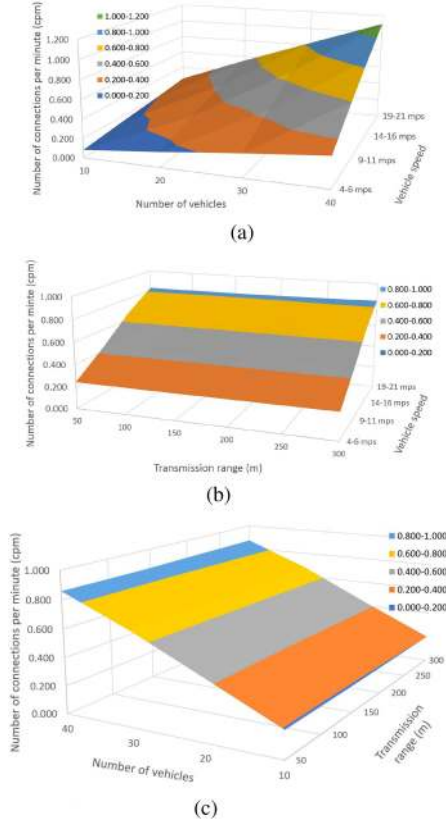 1.000-1.200
0.800-1.000
0.600-0.800
0.400-0.600
0.200-0.400
0.000-0.200
Number of connections per minute (cpm)
1.200
1.000
0.800
0.600
0.400
0.200
0.000
10
20
30
40
Number of vehicles
19-21 mps
14-16 mps
9-11 mps
4-6 mps
Vehicle speed
(a)
Number of connections per minte (cpm)
1.000
0.800
0.600
0.400
0.200
0.000
0.800-1.000
0.600-0.800
0.400-0.600
0.200-0.400
0.000-0.200
50
100
150
200
250
300
Transmission range (m)
19-21 mps
14-16 mps
9-11 mps
4-6 mps
Vehicle speed
(b)
Number of connections per minute (cpm)
1.000
0.800
0.600
0.400
0.200
0.000
0.800-1.000
0.600-0.800
0.400-0.600
0.200-0.400
0.000-0.200
40
30
20
10
Number of vehicles
300
250
200
150
100
50
Transmission
range (m)
(c)